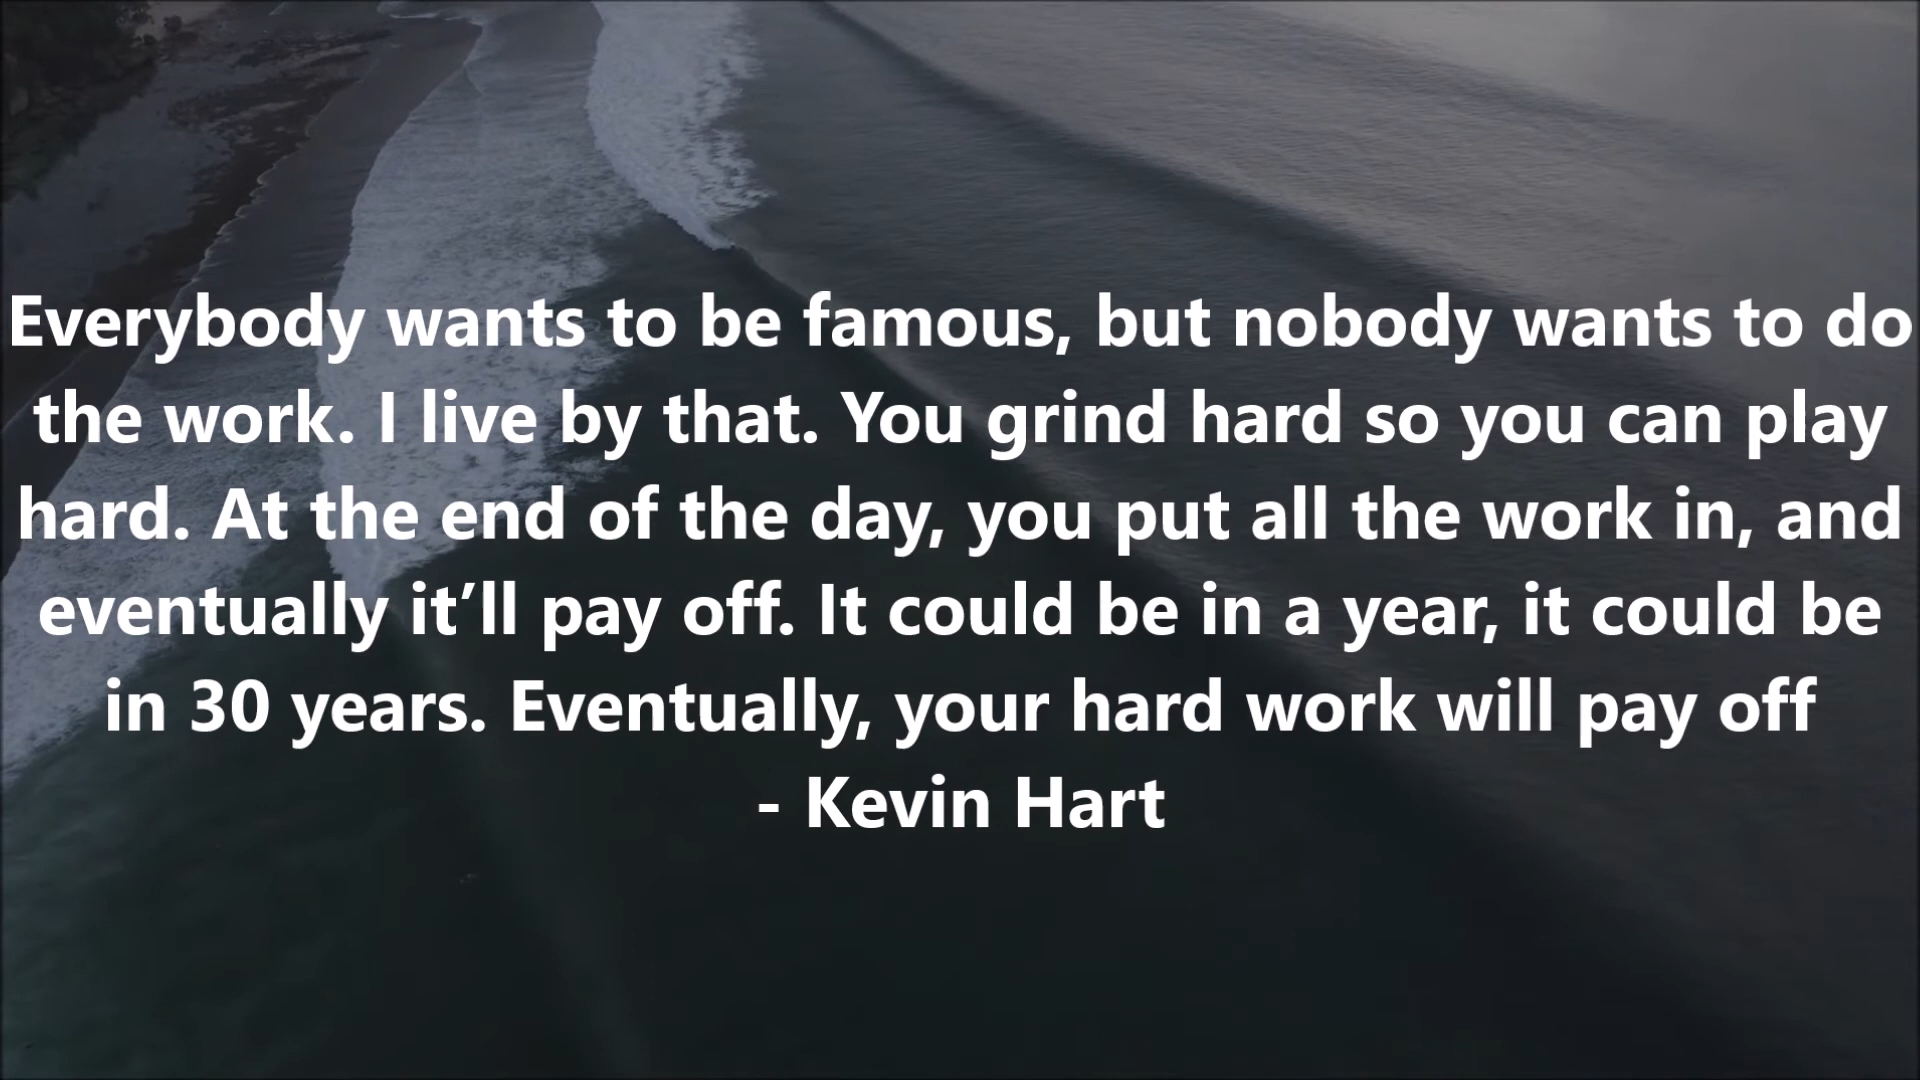 Everybody wants to be famous, but nobody wants to do
the work. I live by that. You grind hard so you can play
hard. At the end of the day, you put all the work in, and
eventually it’ll pay off. It could be in a year, it could be
in 30 years. Eventually, your hard work will pay off
- Kevin Hart